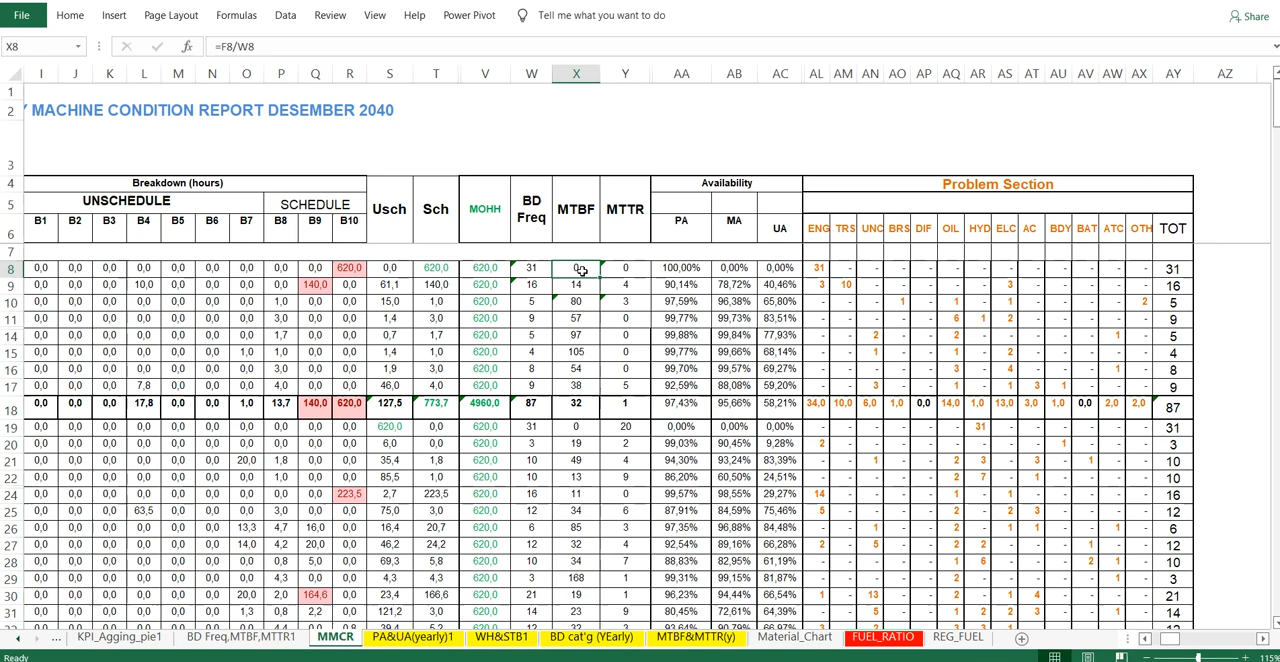 File Home Insert Page Layout Formulas Data Review View Help Power Pivot Tell me what you want to do Share
X8 fx =F8/W8
I J K L M N O P Q R S T V W X Y AA AB AC AL AM AN AO AP AQ AR AS AT AU AV AW AX AY AZ
1
2 MACHINE CONDITION REPORT DESEMBER 2040
3
4 Breakdown (hours) Availability Problem Section
5 UNSCHEDULE SCHEDULE Usch Sch MOHH BD Freq MTBF MTTR
6 B1 B2 B3 B4 B5 B6 B7 B8 B9 B10 PA MA UA ENG TRS UNC BRS DIF OIL HYD ELC AC BDY BAT ATC OTH TOT
7
8 0,0 0,0 0,0 0,0 0,0 0,0 0,0 0,0 0,0 620,0 0,0 620,0 620,0 31 0 0 100,00% 0,00% 0,00% 31 - - - - - - - - - - - - 31
9 0,0 0,0 0,0 10,0 0,0 0,0 0,0 0,0 140,0 0,0 61,1 140,0 620,0 16 14 4 90,14% 78,72% 40,46% 3 10 - - - - - 3 - - - - - 16
10 0,0 0,0 0,0 0,0 0,0 0,0 0,0 1,0 0,0 0,0 15,0 1,0 620,0 5 80 3 97,59% 96,38% 65,80% - - - 1 - 1 - 1 - - - - 2 5
11 0,0 0,0 0,0 0,0 0,0 0,0 0,0 3,0 0,0 0,0 1,4 3,0 620,0 9 57 0 99,77% 99,73% 83,51% - - - - - 6 1 2 - - - - - 9
14 0,0 0,0 0,0 0,0 0,0 0,0 0,0 1,7 0,0 0,0 0,7 1,7 620,0 5 97 0 99,88% 99,84% 77,93% - - 2 - - 2 - - - - - 1 - 5
15 0,0 0,0 0,0 0,0 0,0 0,0 1,0 1,0 0,0 0,0 1,4 1,0 620,0 4 105 0 99,77% 99,66% 68,14% - - 1 - - 1 - 2 - - - - - 4
16 0,0 0,0 0,0 0,0 0,0 0,0 0,0 3,0 0,0 0,0 1,9 3,0 620,0 8 54 0 99,70% 99,57% 69,27% - - - - - 3 - 4 - - - 1 - 8
17 0,0 0,0 0,0 7,8 0,0 0,0 0,0 4,0 0,0 0,0 46,0 4,0 620,0 9 38 5 92,59% 88,08% 59,20% - - 3 - - 1 - 1 3 1 - - - 9
18 0,0 0,0 0,0 17,8 0,0 0,0 1,0 13,7 140,0 620,0 127,5 773,7 4960,0 87 32 1 97,43% 95,66% 58,21% 34,0 10,0 6,0 1,0 0,0 14,0 1,0 13,0 3,0 1,0 0,0 2,0 2,0 87
19 0,0 0,0 0,0 0,0 0,0 0,0 0,0 0,0 0,0 0,0 620,0 0,0 620,0 31 0 20 0,00% 0,00% 0,00% - - - - - - 31 - - - - - - 31
20 0,0 0,0 0,0 0,0 0,0 0,0 0,0 0,0 0,0 0,0 6,0 0,0 620,0 3 19 2 99,03% 90,45% 9,28% 2 - - - - - - - - 1 - - - 3
21 0,0 0,0 0,0 0,0 0,0 0,0 20,0 1,8 0,0 0,0 35,4 1,8 620,0 10 49 4 94,30% 93,24% 83,39% - - 1 - - 2 3 - 3 - 1 - - 10
22 0,0 0,0 0,0 0,0 0,0 0,0 0,0 1,0 0,0 0,0 85,5 1,0 620,0 10 13 9 86,20% 60,50% 24,51% - - - - - 2 7 - 1 - - - - 10
24 0,0 0,0 0,0 0,0 0,0 0,0 0,0 0,0 0,0 223,5 2,7 223,5 620,0 16 11 0 99,57% 98,55% 29,27% 14 - - - - 1 - 1 - - - - - 16
25 0,0 0,0 0,0 63,5 0,0 0,0 0,0 3,0 0,0 0,0 75,0 3,0 620,0 12 34 6 87,91% 84,59% 75,46% 5 - - - - 2 - 2 3 - - - - 12
26 0,0 0,0 0,0 0,0 0,0 0,0 13,3 4,7 16,0 0,0 16,4 20,7 620,0 6 85 3 97,35% 96,88% 84,48% - - 1 - - 2 - 1 1 - - 1 - 6
27 0,0 0,0 0,0 0,0 0,0 0,0 14,0 4,2 20,0 0,0 46,2 24,2 620,0 12 32 4 92,54% 89,16% 66,28% 2 - 5 - - 2 2 - - - 1 - - 12
28 0,0 0,0 0,0 0,0 0,0 0,0 0,0 0,8 5,0 0,0 69,3 5,8 620,0 10 34 7 88,83% 82,95% 61,19% - - - - - 1 6 - - - 2 1 - 10
29 0,0 0,0 0,0 0,0 0,0 0,0 0,0 4,3 0,0 0,0 4,3 4,3 620,0 3 168 1 99,31% 99,15% 81,87% - - - - - 2 - - - - - 1 - 3
30 0,0 0,0 0,0 0,0 0,0 0,0 20,0 2,0 164,6 0,0 23,4 166,6 620,0 21 19 1 96,23% 94,44% 66,54% 1 - 13 - - 2 - 1 4 - - - - 21
31 0,0 0,0 0,0 0,0 0,0 0,0 1,3 0,8 2,2 0,0 121,2 3,0 620,0 14 23 9 80,45% 72,61% 64,39% - - 5 - - 1 2 3 2 - - 1 - 14
... KPI_Agging_pie1 BD Freq,MTBF,MTTR1 MMCR PA&UA(yearly)1 WH&STB1 BD cat'g (YEarly) MTBF&MTTR(y) Material_Chart FUEL_RATIO REG_FUEL
Ready 115%